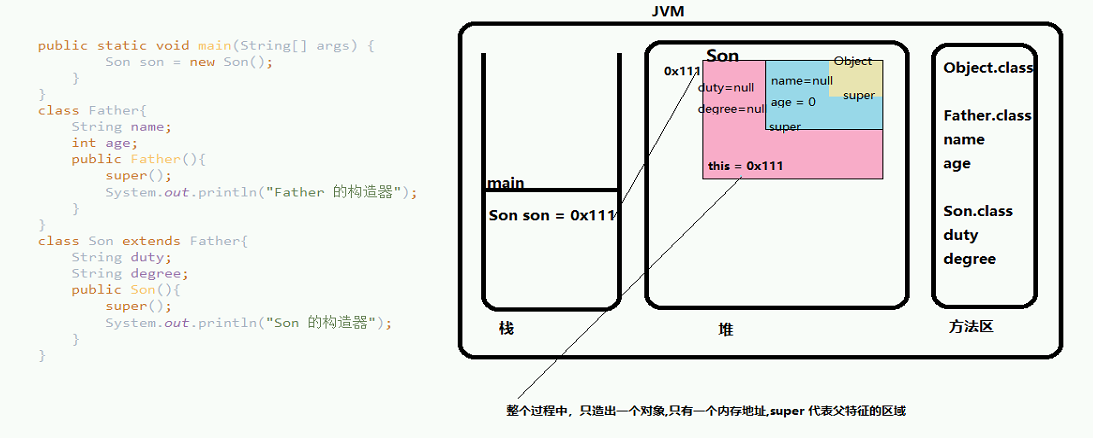 public static void main(String[] args) {
Son son = new Son();
}
}
class Father{
String name;
int age;
public Father(){
super();
System.out.println("Father 的构造器");
}
}
class Son extends Father{
String duty;
String degree;
public Son(){
super();
System.out.println("Son 的构造器");
}
}
JVM
main
Son son = 0x111
栈
0x111
Son
Object
duty=null
name=null
super
degree=null
age = 0
super
this = 0x111
堆
Object.class
Father.class
name
age
Son.class
duty
degree
方法区
整个过程中，只造出一个对象,只有一个内存地址,super 代表父特征的区域